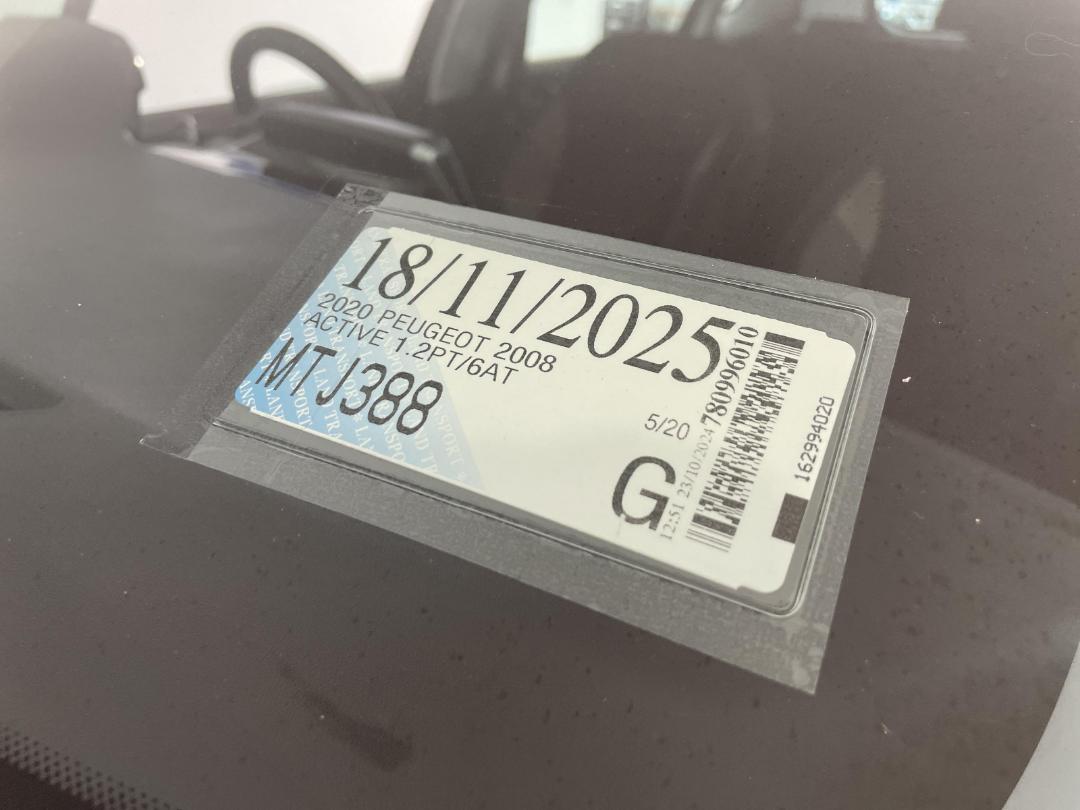 18/11/2025
2020 PEUGEOT 2008
ACTIVE 1.2PT/6AT
MTJ388
5/20
G
12:51 23/10/2024
780996010
162994020